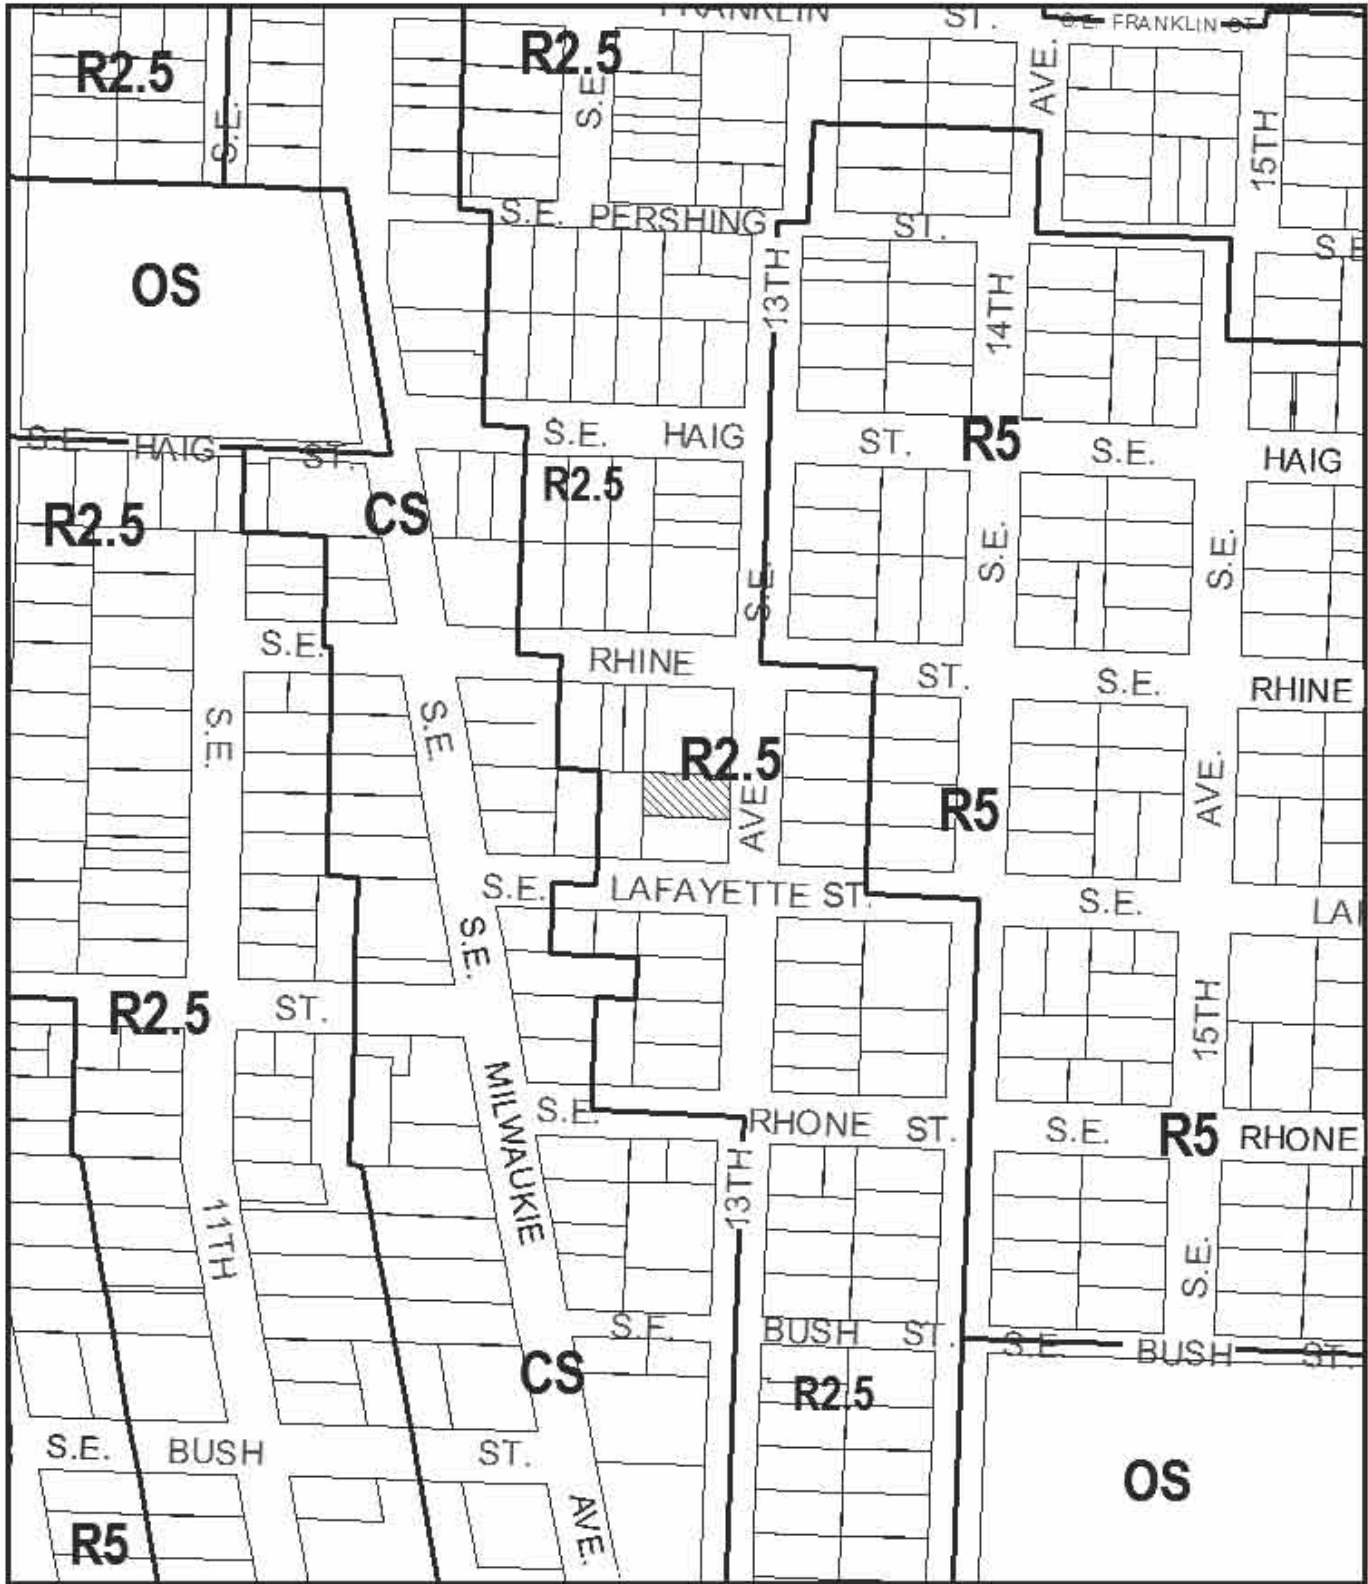 FRANKLIN ST.
S.E. FRANKLIN ST.
R2.5
R2.5
S.E.
S.E.
AVE.
15TH
S.E. PERSHING ST.
S.E.
OS
13TH
14TH
S.E. HAIG ST.
S.E. HAIG ST. R5 S.E. HAIG
R2.5
CS
R2.5
S.E.
S.E.
S.E.
S.E.
RHINE ST. S.E. RHINE
S.E.
S.E.
R2.5
AVE.
R5
AVE.
S.E. LAFAYETTE ST. S.E. LA
S.E.
R2.5 ST.
15TH
MILWAUKIE
S.E. RHONE ST. S.E. R5 RHONE
13TH
11TH
S.E.
S.E. BUSH ST. S.E. BUSH ST.
CS
R2.5
S.E. BUSH ST.
OS
AVE.
R5